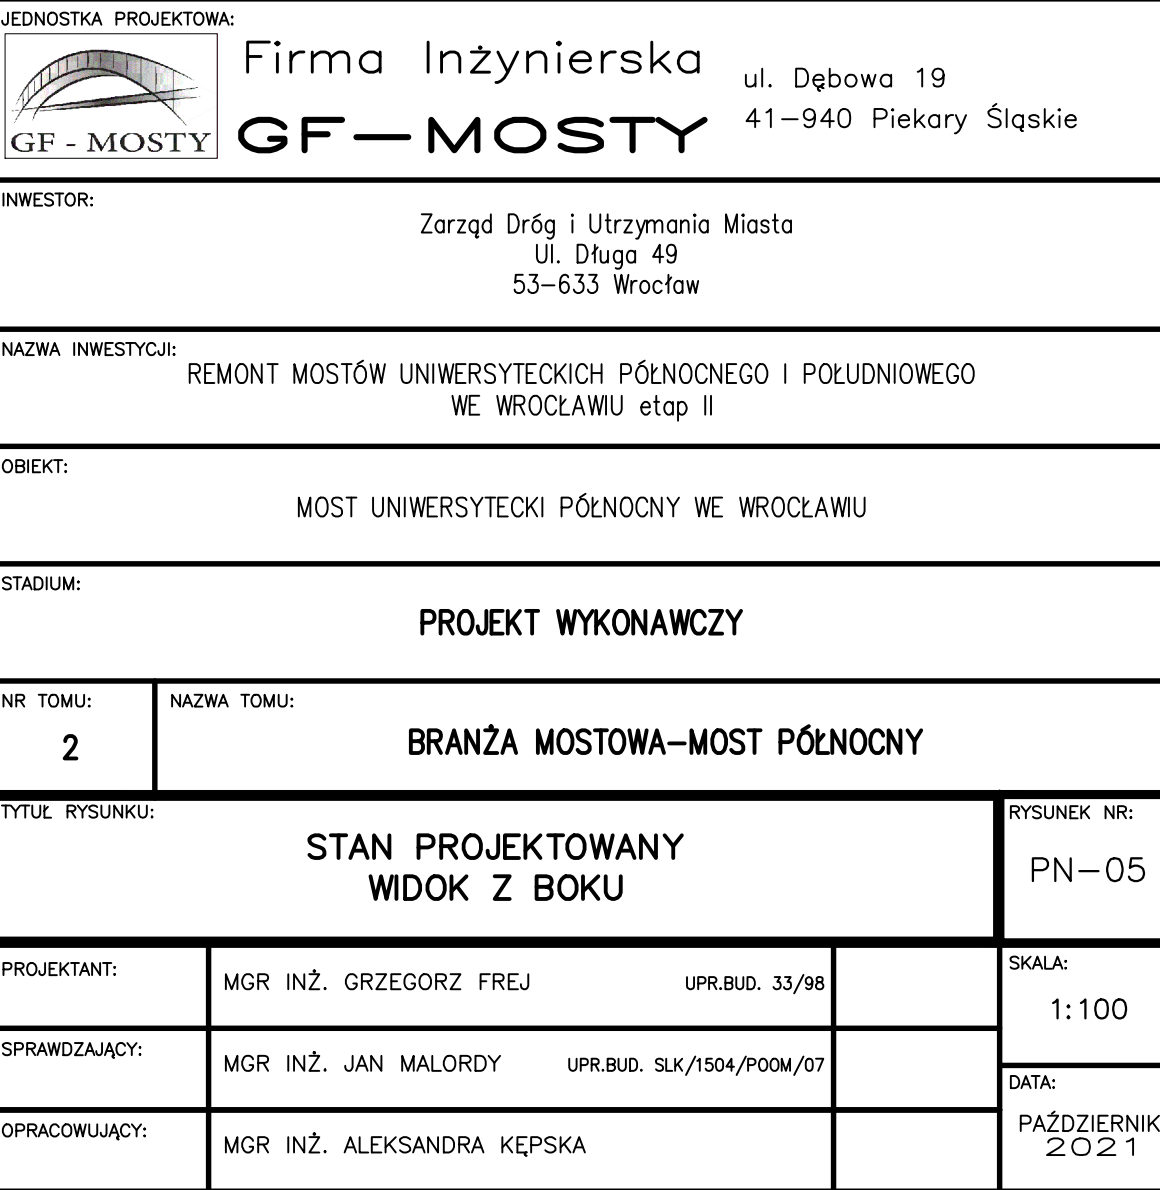 JEDNOSTKA PROJEKTOWA:
GF - MOSTY
Firma Inżynierska
GF-MOSTY
ul. Dębowa 19
41-940 Piekary Śląskie
INWESTOR:
Zarząd Dróg i Utrzymania Miasta
Ul. Długa 49
53-633 Wrocław
NAZWA INWESTYCJI:
REMONT MOSTÓW UNIWERSYTECKICH PÓŁNOCNEGO I POŁUDNIOWEGO
WE WROCŁAWIU etap II
OBIEKT:
MOST UNIWERSYTECKI PÓŁNOCNY WE WROCŁAWIU
STADIUM:
PROJEKT WYKONAWCZY
NR TOMU:
2
NAZWA TOMU:
BRANŻA MOSTOWA-MOST PÓŁNOCNY
TYTUŁ RYSUNKU:
STAN PROJEKTOWANY
WIDOK Z BOKU
RYSUNEK NR:
PN-05
PROJEKTANT:
MGR INŻ. GRZEGORZ FREJ UPR.BUD. 33/98
SKALA:
1:100
SPRAWDZAJĄCY:
MGR INŻ. JAN MALORDY UPR.BUD. SLK/1504/POOM/07
DATA:
PAŹDZIERNIK
2021
OPRACOWUJĄCY:
MGR INŻ. ALEKSANDRA KĘPSKA